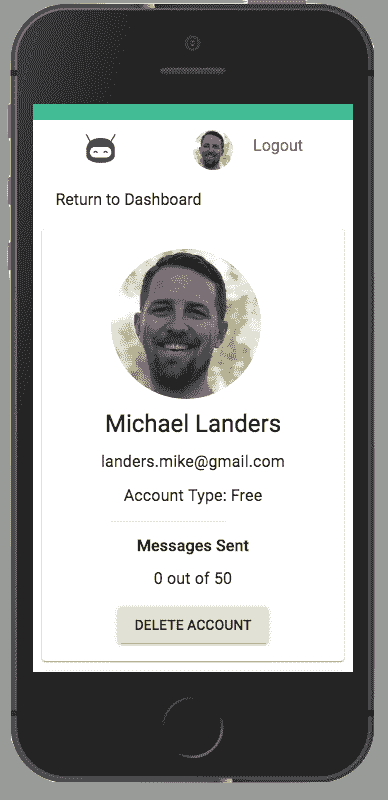 Logout
Return to Dashboard
Michael Landers
landers.mike@gmail.com
Account Type: Free
Messages Sent
0 out of 50
DELETE ACCOUNT